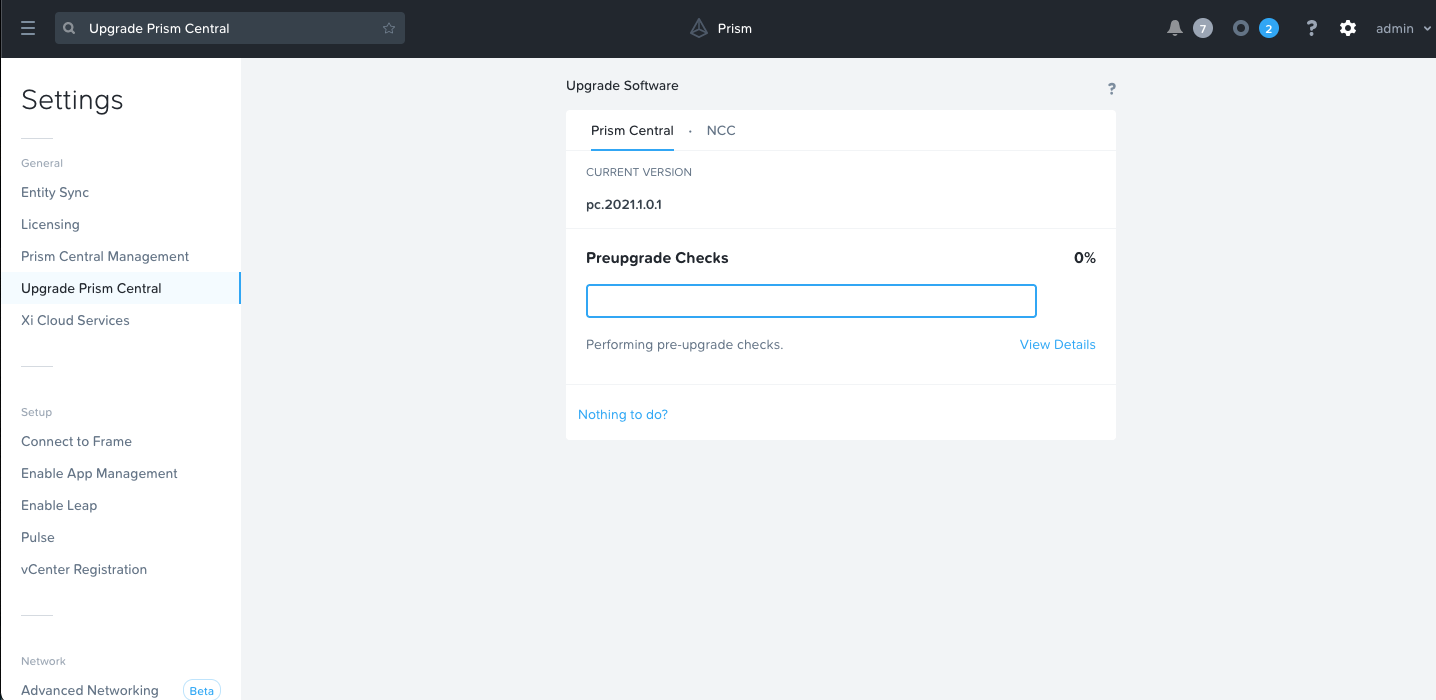 Upgrade Prism Central
Prism
7
2
?
admin
Settings
General
Entity Sync
Licensing
Prism Central Management
Upgrade Prism Central
Xi Cloud Services
Setup
Connect to Frame
Enable App Management
Enable Leap
Pulse
vCenter Registration
Network
Advanced Networking Beta
Upgrade Software
?
Prism Central · NCC
CURRENT VERSION
pc.2021.1.0.1
Preupgrade Checks 0%
Performing pre-upgrade checks. View Details
Nothing to do?